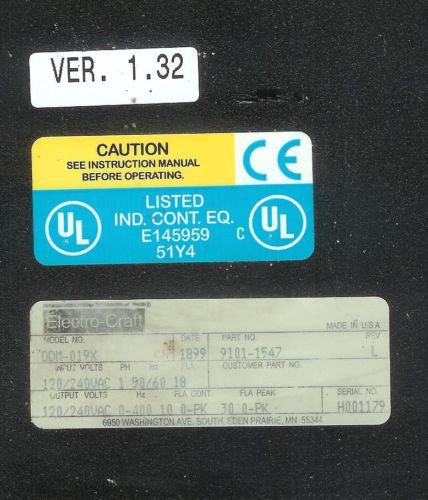 VER. 1.32
CAUTION
SEE INSTRUCTION MANUAL
BEFORE OPERATING.
CE
UL
LISTED
IND. CONT. EQ.
E145959
51Y4
C UL
Electro-Craft
MADE IN U.S.A.
MODEL NO. DATE PART NO. REV
DDM-019X 1899 9101-1547 L
INPUT VOLTS PH Hz FLA CUSTOMER PART NO.
120/240VAC 1 50/60 18
OUTPUT VOLTS Hz FLA CONT. FLA PEAK SERIAL NO.
120/240VAC 0-400 10 0-PK 30 0-PK H001179
6950 WASHINGTON AVE. SOUTH, EDEN PRAIRIE, MN 55344